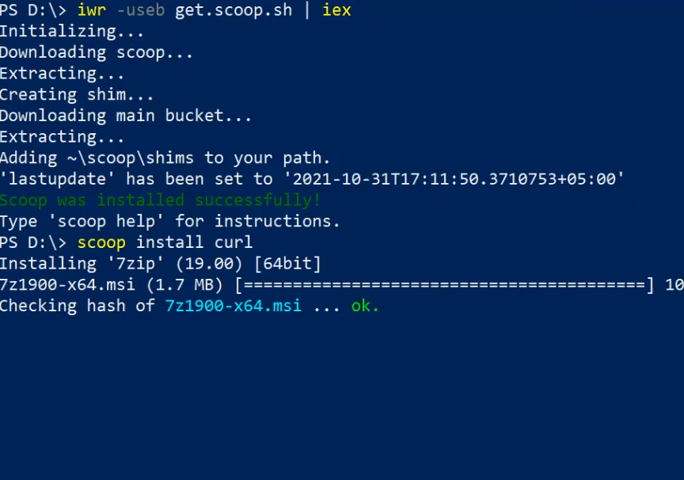 PS D:\> iwr -useb get.scoop.sh | iex
Initializing...
Downloading scoop...
Extracting...
Creating shim...
Downloading main bucket...
Extracting...
Adding ~\scoop\shims to your path.
'lastupdate' has been set to '2021-10-31T17:11:50.3710753+05:00'
Scoop was installed successfully!
Type 'scoop help' for instructions.
PS D:\> scoop install curl
Installing '7zip' (19.00) [64bit]
7z1900-x64.msi (1.7 MB) [=========================================] 10
Checking hash of 7z1900-x64.msi ... ok.